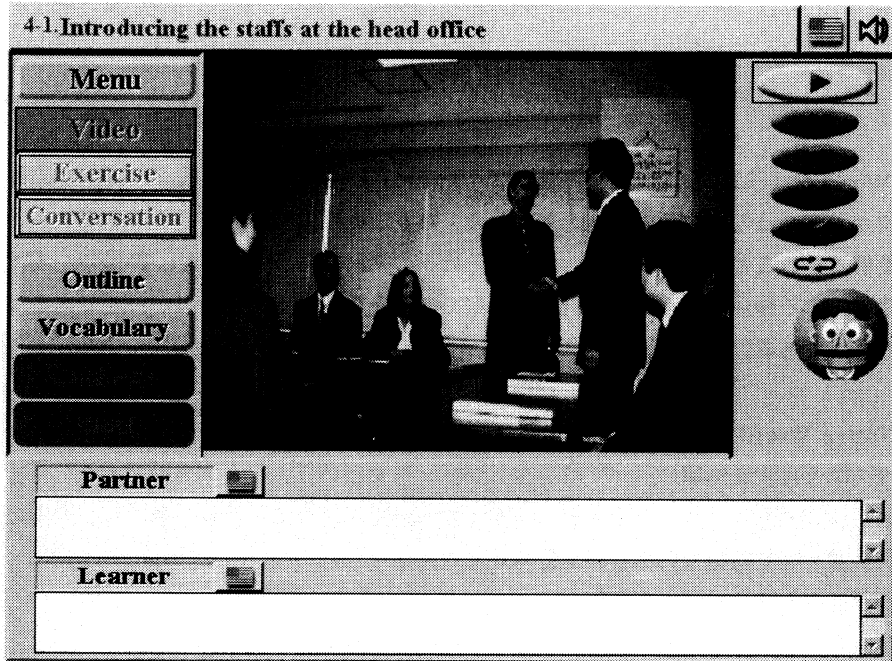 4-1. Introducing the staffs at the head office
Menu
Video
Exercise
Conversation
Outline
Vocabulary
Partner
Learner